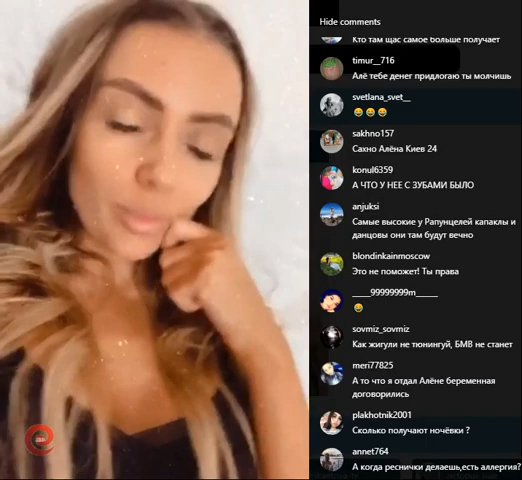 Hide comments
Кто там щас самое больше получает
timur__716
Алё тебе денег придлогаю ты молчишь
svetlana_svet__
sakhno157
Сахно Алёна Киев 24
konul6359
А ЧТО У НЕЕ С ЗУБАМИ БЫЛО
anjuksi
Самые высокие у Рапунцелей капаклы и
данцовы они там будут вечно
blondinkainmoscow
Это не поможет! Ты права
_____99999999m______
sovmiz_sovmiz
Как жигули не тюнингуй, БМВ не станет
meri77825
А то что я отдал Алёне беременная
договорились
plakhotnik2001
Сколько получают ночёвки ?
annet764
А когда реснички делаешь,есть аллергия?